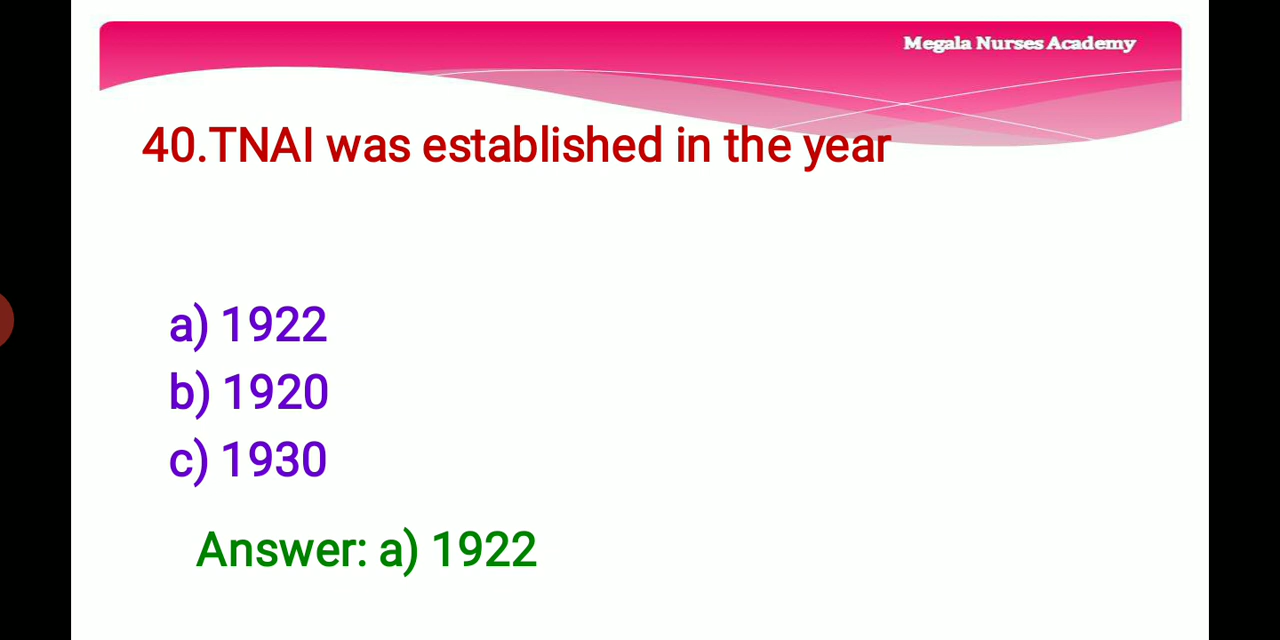 Megala Nurses Academy
40.TNAI was established in the year
a) 1922
b) 1920
c) 1930
Answer: a) 1922